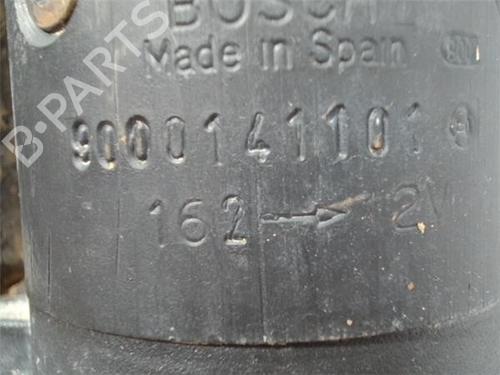 BOSCH
Made in Spain
9000141101
162 → 2V
B-PARTS